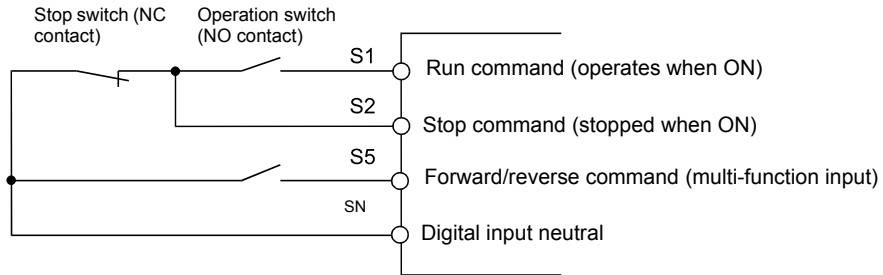 Stop switch (NC
contact)
Operation switch
(NO contact)
S1
Run command (operates when ON)
S2
Stop command (stopped when ON)
S5
Forward/reverse command (multi-function input)
SN
Digital input neutral